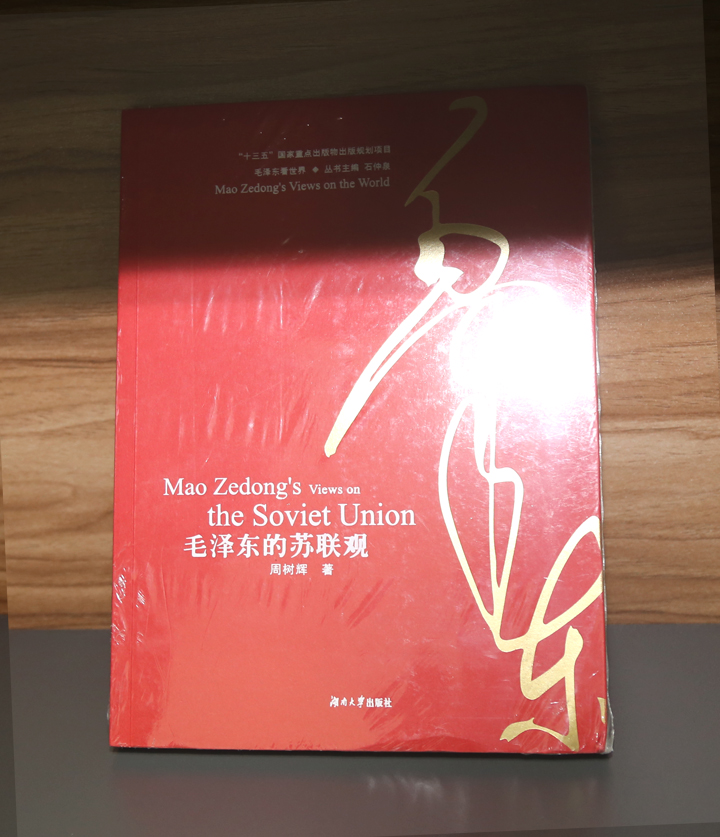 “十三五”国家重点出版物出版规划项目
毛泽东看世界 ◆ 丛书主编 石仲泉
Mao Zedong's Views on the World
Mao Zedong's Views on
the Soviet Union
毛泽东的苏联观
周树辉 著
湖南大学出版社